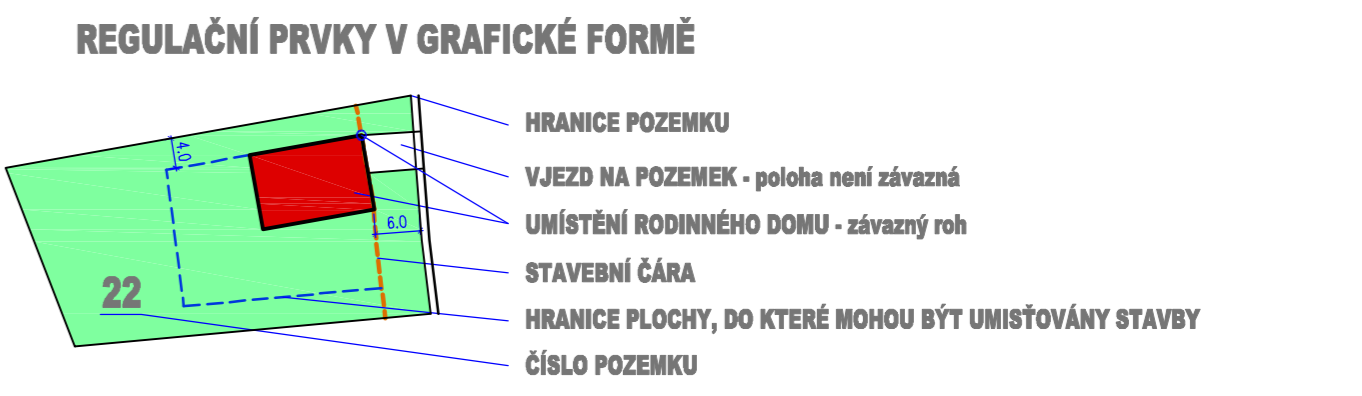 REGULAČNÍ PRVKY V GRAFICKÉ FORMĚ
HRANICE POZEMKU
4.0
VJEZD NA POZEMEK - poloha není závazná
6.0
UMÍSTĚNÍ RODINNÉHO DOMU - závazný roh
STAVEBNÍ ČÁRA
22
HRANICE PLOCHY, DO KTERÉ MOHOU BÝT UMISŤOVÁNY STAVBY
ČÍSLO POZEMKU